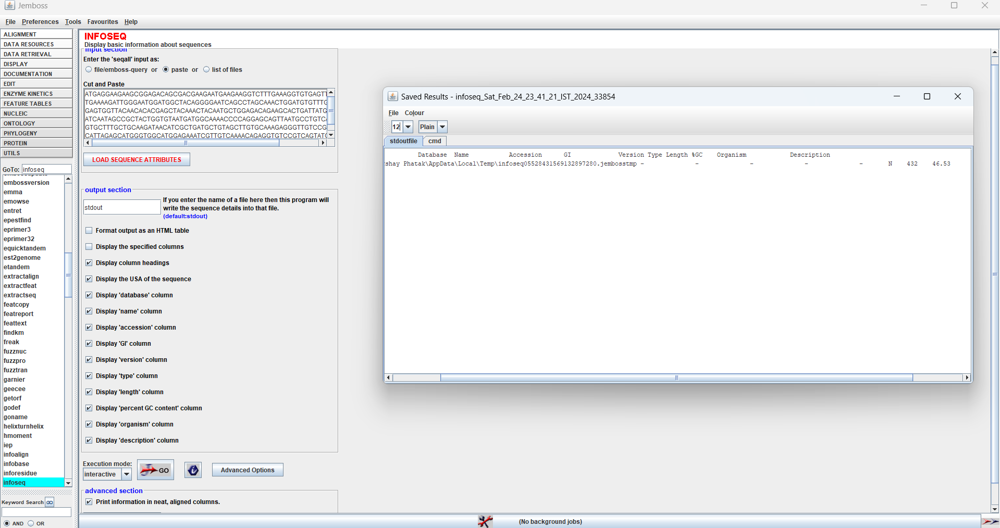 Jemboss
File Preferences Tools Favourites Help
ALIGNMENT
DATA RESOURCES
DATA RETRIEVAL
DISPLAY
DOCUMENTATION
EDIT
ENZYME KINETICS
FEATURE TABLES
NUCLEIC
ONTOLOGY
PHYLOGENY
PROTEIN
UTILS
GoTo: infoseq
embossversion
emma
emowse
entret
epestfind
eprimer3
eprimer32
equicktandem
est2genome
etandem
extractalign
extractfeat
extractseq
featcopy
featreport
feattext
findkm
freak
fuzznuc
fuzzpro
fuzztran
garnier
geecee
getorf
godef
goname
helixturnhelix
hmoment
iep
infoalign
infobase
inforesidue
infoseq
Keyword Search GO
AND OR
INFOSEQ
Display basic information about sequences
input section
Enter the 'seqall' input as:
file/emboss-query or paste or list of files
Cut and Paste
ATGAGGAAGAAGCGGAGACAGCGACGAAGAATGAAGAAGGTCTTTGAAAGGTGTGAGTT
TGAAAAGATTGGGAATGGATGGCTACAGGGGAATCAGCCTAGCAAACTGGATGTGTTTG
GAGTGGTTACAACACACGAGCTACAAACTACAATGCTGGAGACAGAAGCACTGATTATG
ATCAATAGCCGCTACTGGTGTAATGATGGCAAAACCCCAGGAGCAGTTAATGCCTGTC
GTGCTTTGCTGCAAGATAACATCGCTGATGCTGTAGCTTGTGCAAAGAGGGTTGTCCG
CATTAGAGCATGGGTGGCATGGAGAAATCGTTGTCAAAACAGAGGTGTCCGTCAGTATG
LOAD SEQUENCE ATTRIBUTES
output section
stdout
If you enter the name of a file here then this program will
write the sequence details into that file.
(default:stdout)
Format output as an HTML table
Display the specified columns
Display column headings
Display the USA of the sequence
Display 'database' column
Display 'name' column
Display 'accession' column
Display 'GI' column
Display 'version' column
Display 'type' column
Display 'length' column
Display 'percent GC content' column
Display 'organism' column
Display 'description' column
Execution mode:
interactive GO Advanced Options
advanced section
Print information in neat, aligned columns.
(No background jobs)
Saved Results - infoseq_Sat_Feb_24_23_41_21_IST_2024_33854
File Colour
12 Plain
stdoutfile cmd
Database Name Accession GI Version Type Length %GC Organism Description
shay Phatak\AppData\Local\Temp\infoseq05528431569132897280.jembosstmp - - - - - N 432 46.53